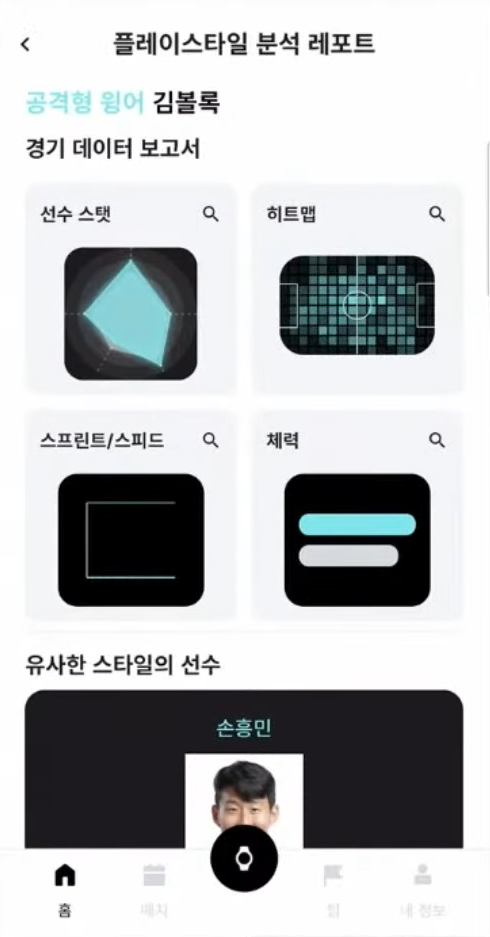 플레이스타일 분석 레포트
공격형 윙어 김볼록
경기 데이터 보고서
선수 스탯
히트맵
스프린트/스피드
체력
유사한 스타일의 선수
손흥민
홈
매치
팀
내 정보